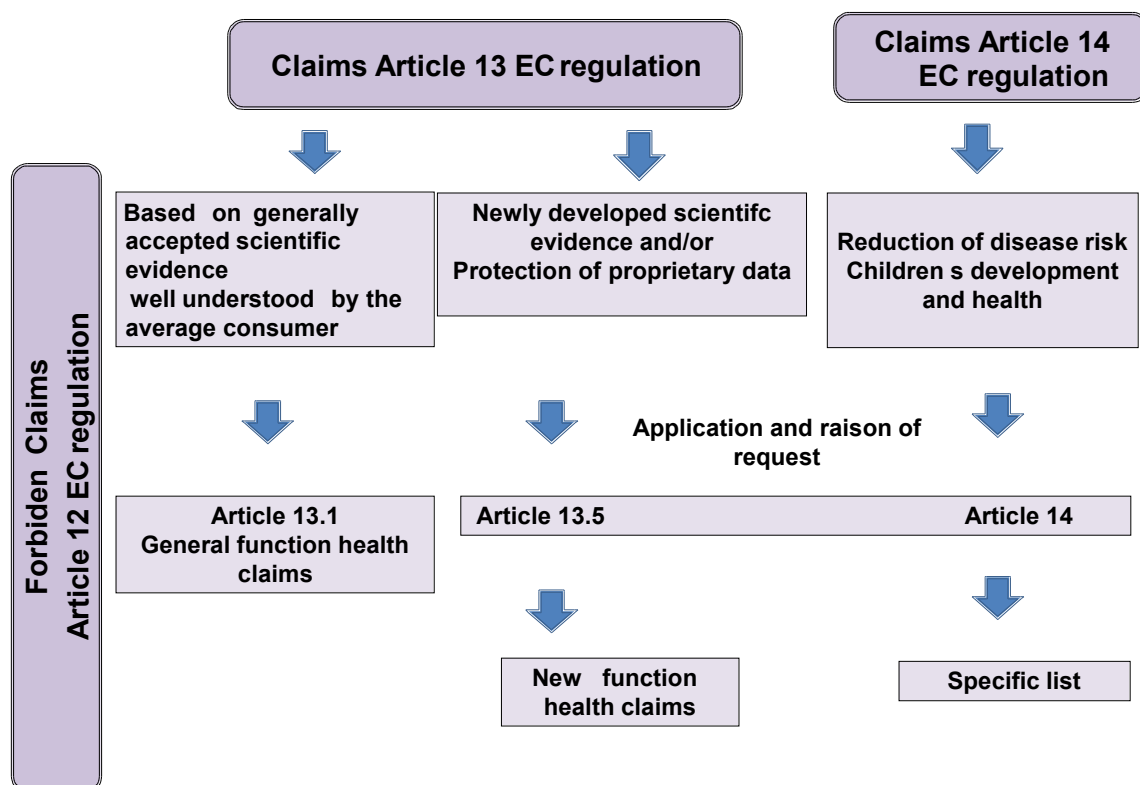 Claims Article 13 EC regulation
Claims Article 14
EC regulation
Forbiden Claims
Article 12 EC regulation
Based on generally
accepted scientific
evidence
well understood by the
average consumer
Newly developed scientifc
evidence and/or
Protection of proprietary data
Reduction of disease risk
Children s development
and health
Application and raison of
request
Article 13.1
General function health
claims
Article 13.5
Article 14
New function
health claims
Specific list